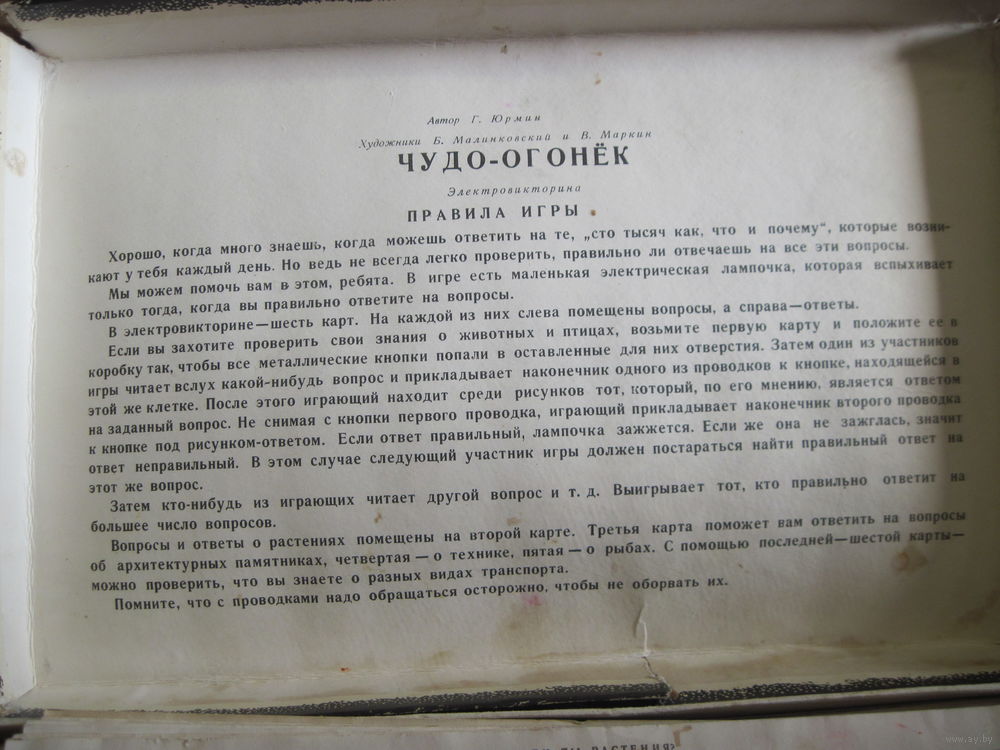 Автор Г. Юрмин
Художники Б. Малинковский и В. Маркин
ЧУДО-ОГОНЁК
Электровикторина
ПРАВИЛА ИГРЫ
Хорошо, когда много знаешь, когда можешь ответить на те, „сто тысяч как, что и почему“, которые возни-
кают у тебя каждый день. Но ведь не всегда легко проверить, правильно ли отвечаешь на все эти вопросы.
Мы можем помочь вам в этом, ребята. В игре есть маленькая электрическая лампочка, которая вспыхивает
только тогда, когда вы правильно ответите на вопросы.
В электровикторине—шесть карт. На каждой из них слева помещены вопросы, а справа—ответы.
Если вы захотите проверить свои знания о животных и птицах, возьмите первую карту и положите ее в
коробку так, чтобы все металлические кнопки попали в оставленные для них отверстия. Затем один из участников
игры читает вслух какой-нибудь вопрос и прикладывает наконечник одного из проводков к кнопке, находящейся в
этой же клетке. После этого играющий находит среди рисунков тот, который, по его мнению, является ответом
на заданный вопрос. Не снимая с кнопки первого проводка, играющий прикладывает наконечник второго проводка
к кнопке под рисунком-ответом. Если ответ правильный, лампочка зажжется. Если же она не зажглась, значит
ответ неправильный. В этом случае следующий участник игры должен постараться найти правильный ответ на
этот же вопрос.
Затем кто-нибудь из играющих читает другой вопрос и т. д. Выигрывает тот, кто правильно ответит на
большее число вопросов.
Вопросы и ответы о растениях помещены на второй карте. Третья карта поможет вам ответить на вопросы
об архитектурных памятниках, четвертая—о технике, пятая—о рыбах. С помощью последней—шестой карты—
можно проверить, что вы знаете о разных видах транспорта.
Помните, что с проводками надо обращаться осторожно, чтобы не оборвать их.
РАСТЕНИЯ?
www.ay.by